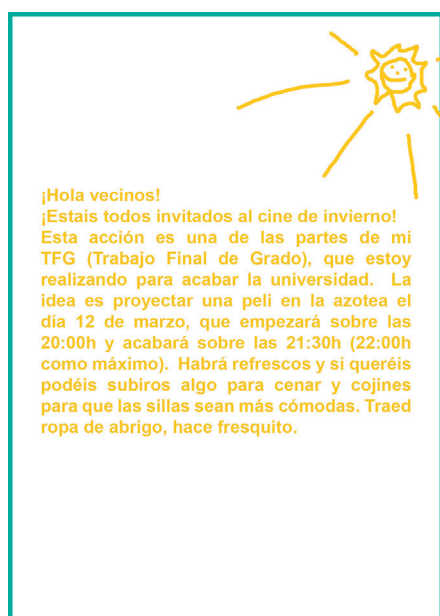 ¡Hola vecinos!
¡Estais todos invitados al cine de invierno!
Esta acción es una de las partes de mi
TFG (Trabajo Final de Grado), que estoy
realizando para acabar la universidad. La
idea es proyectar una peli en la azotea el
día 12 de marzo, que empezará sobre las
20:00h y acabará sobre las 21:30h (22:00h
como máximo). Habrá refrescos y si queréis
podéis subiros algo para cenar y cojines
para que las sillas sean más cómodas. Traed
ropa de abrigo, hace fresquito.